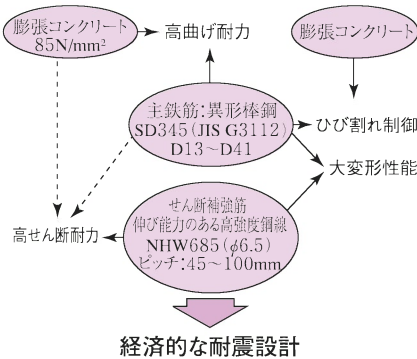 膨張コンクリート
85N/mm²
高曲げ耐力
膨張コンクリート
主鉄筋：異形棒鋼
SD345（JIS G3112）
D13～D41
ひび割れ制御
大変形性能
せん断補強筋
伸び能力のある高強度鋼線
NHW685（φ6.5）
ピッチ：45～100mm
高せん断耐力
経済的な耐震設計